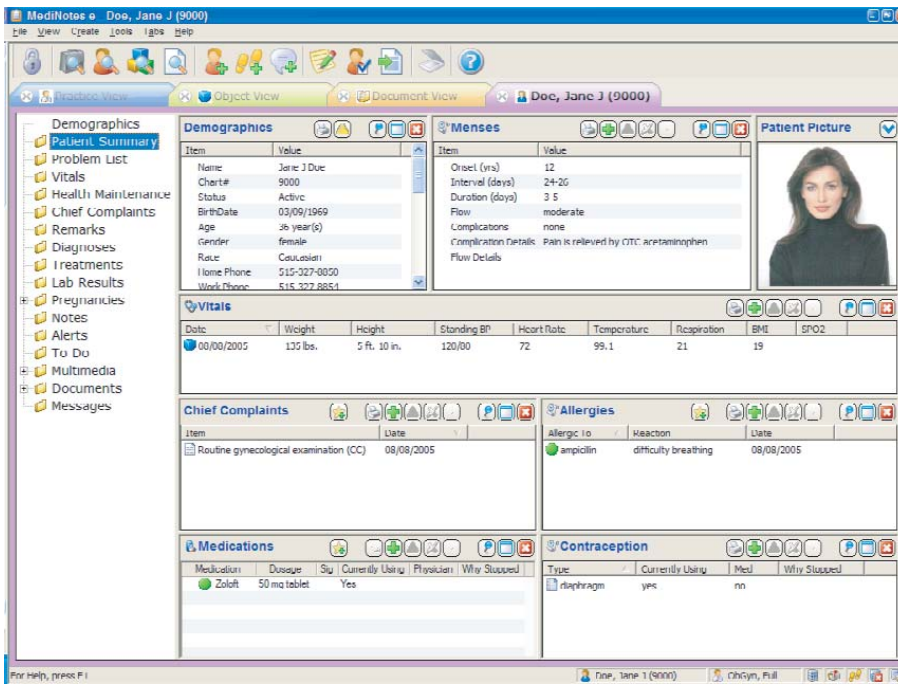 MediNotes e Doe, Jane J (9000)
File View Create Tools Tabs Help
Practice View
Object View
Document View
Doe, Jane J (9000)
Demographics
Patient Summary
Problem List
Vitals
Health Maintenance
Chief Complaints
Remarks
Diagnoses
Treatments
Lab Results
Pregnancies
Notes
Alerts
To Do
Multimedia
Documents
Messages
Demographics
Item Value
Name Jane J Doe
Chart# 9000
Status Active
BirthDate 03/09/1969
Age 36 year(s)
Gender female
Race Caucasian
Home Phone 515-327-8850
Work Phone 515-327-8854
Menses
Item Value
Onset (yrs) 12
Interval (days) 24-26
Duration (days) 3-5
Flow moderate
Complications none
Complication Details Pain is relieved by OTC acetaminophen
Flow Details
Patient Picture
Vitals
Date Weight Height Standing BP Heart Rate Temperature Respiration BMI SPO2
08/08/2005 135 lbs. 5 ft. 10 in. 120/80 72 99.1 21 19
Chief Complaints
Item Date
Routine gynecological examination (CC) 08/08/2005
Allergies
Allergic To Reaction Date
ampicillin difficulty breathing 08/08/2005
Medications
Medication Dosage Sig Currently Using Physician Why Stopped
Zoloft 50 mg tablet Yes
Contraception
Type Currently Using Med Why Stopped
diaphragm yes no
For Help, press F1
Doe, Jane J (9000)
ObGyn, Full